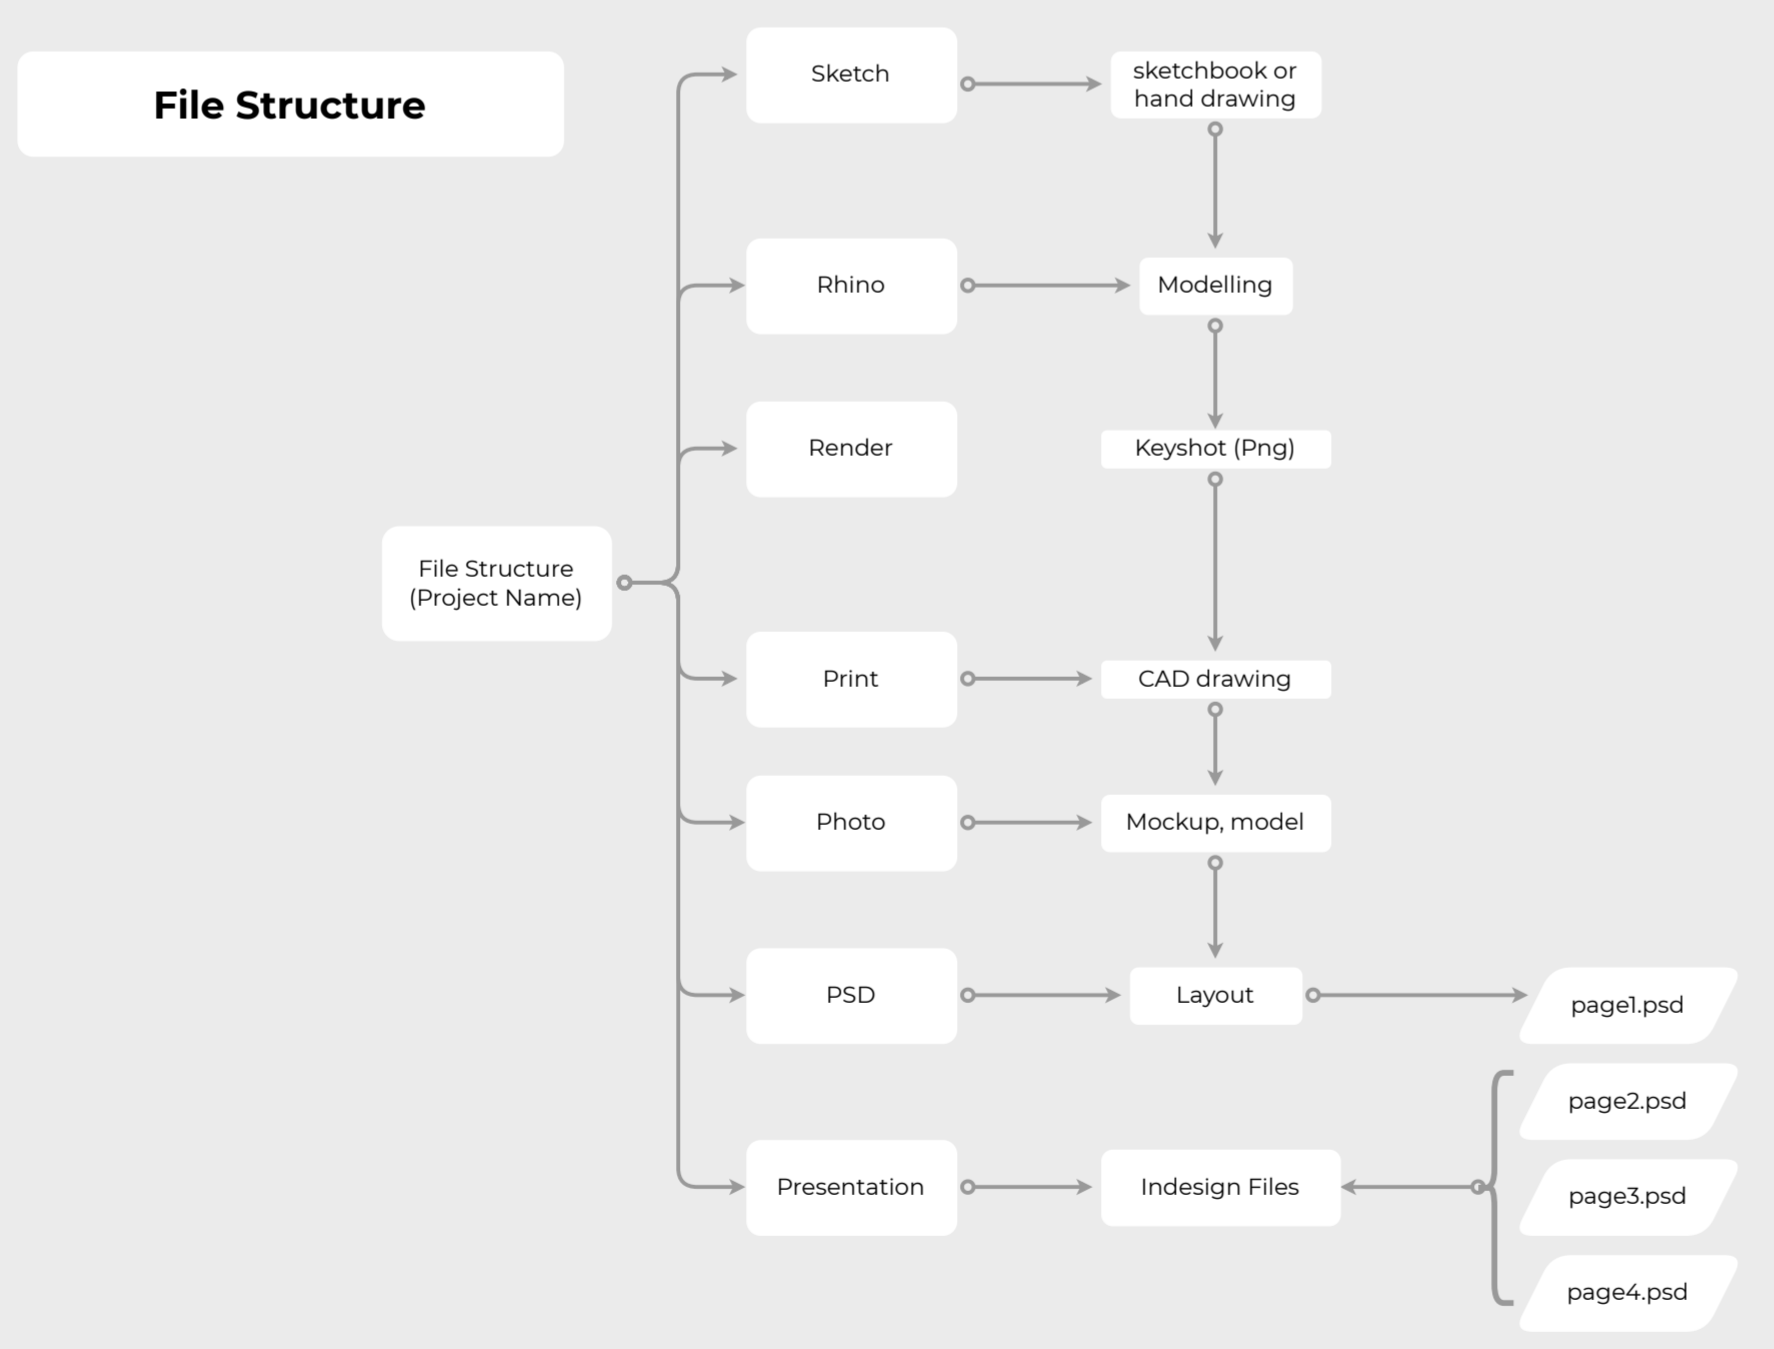 File Structure
Sketch
sketchbook or
hand drawing
Rhino
Modelling
Render
Keyshot (Png)
File Structure
(Project Name)
Print
CAD drawing
Photo
Mockup, model
PSD
Layout
page1.psd
page2.psd
Presentation
Indesign Files
page3.psd
page4.psd